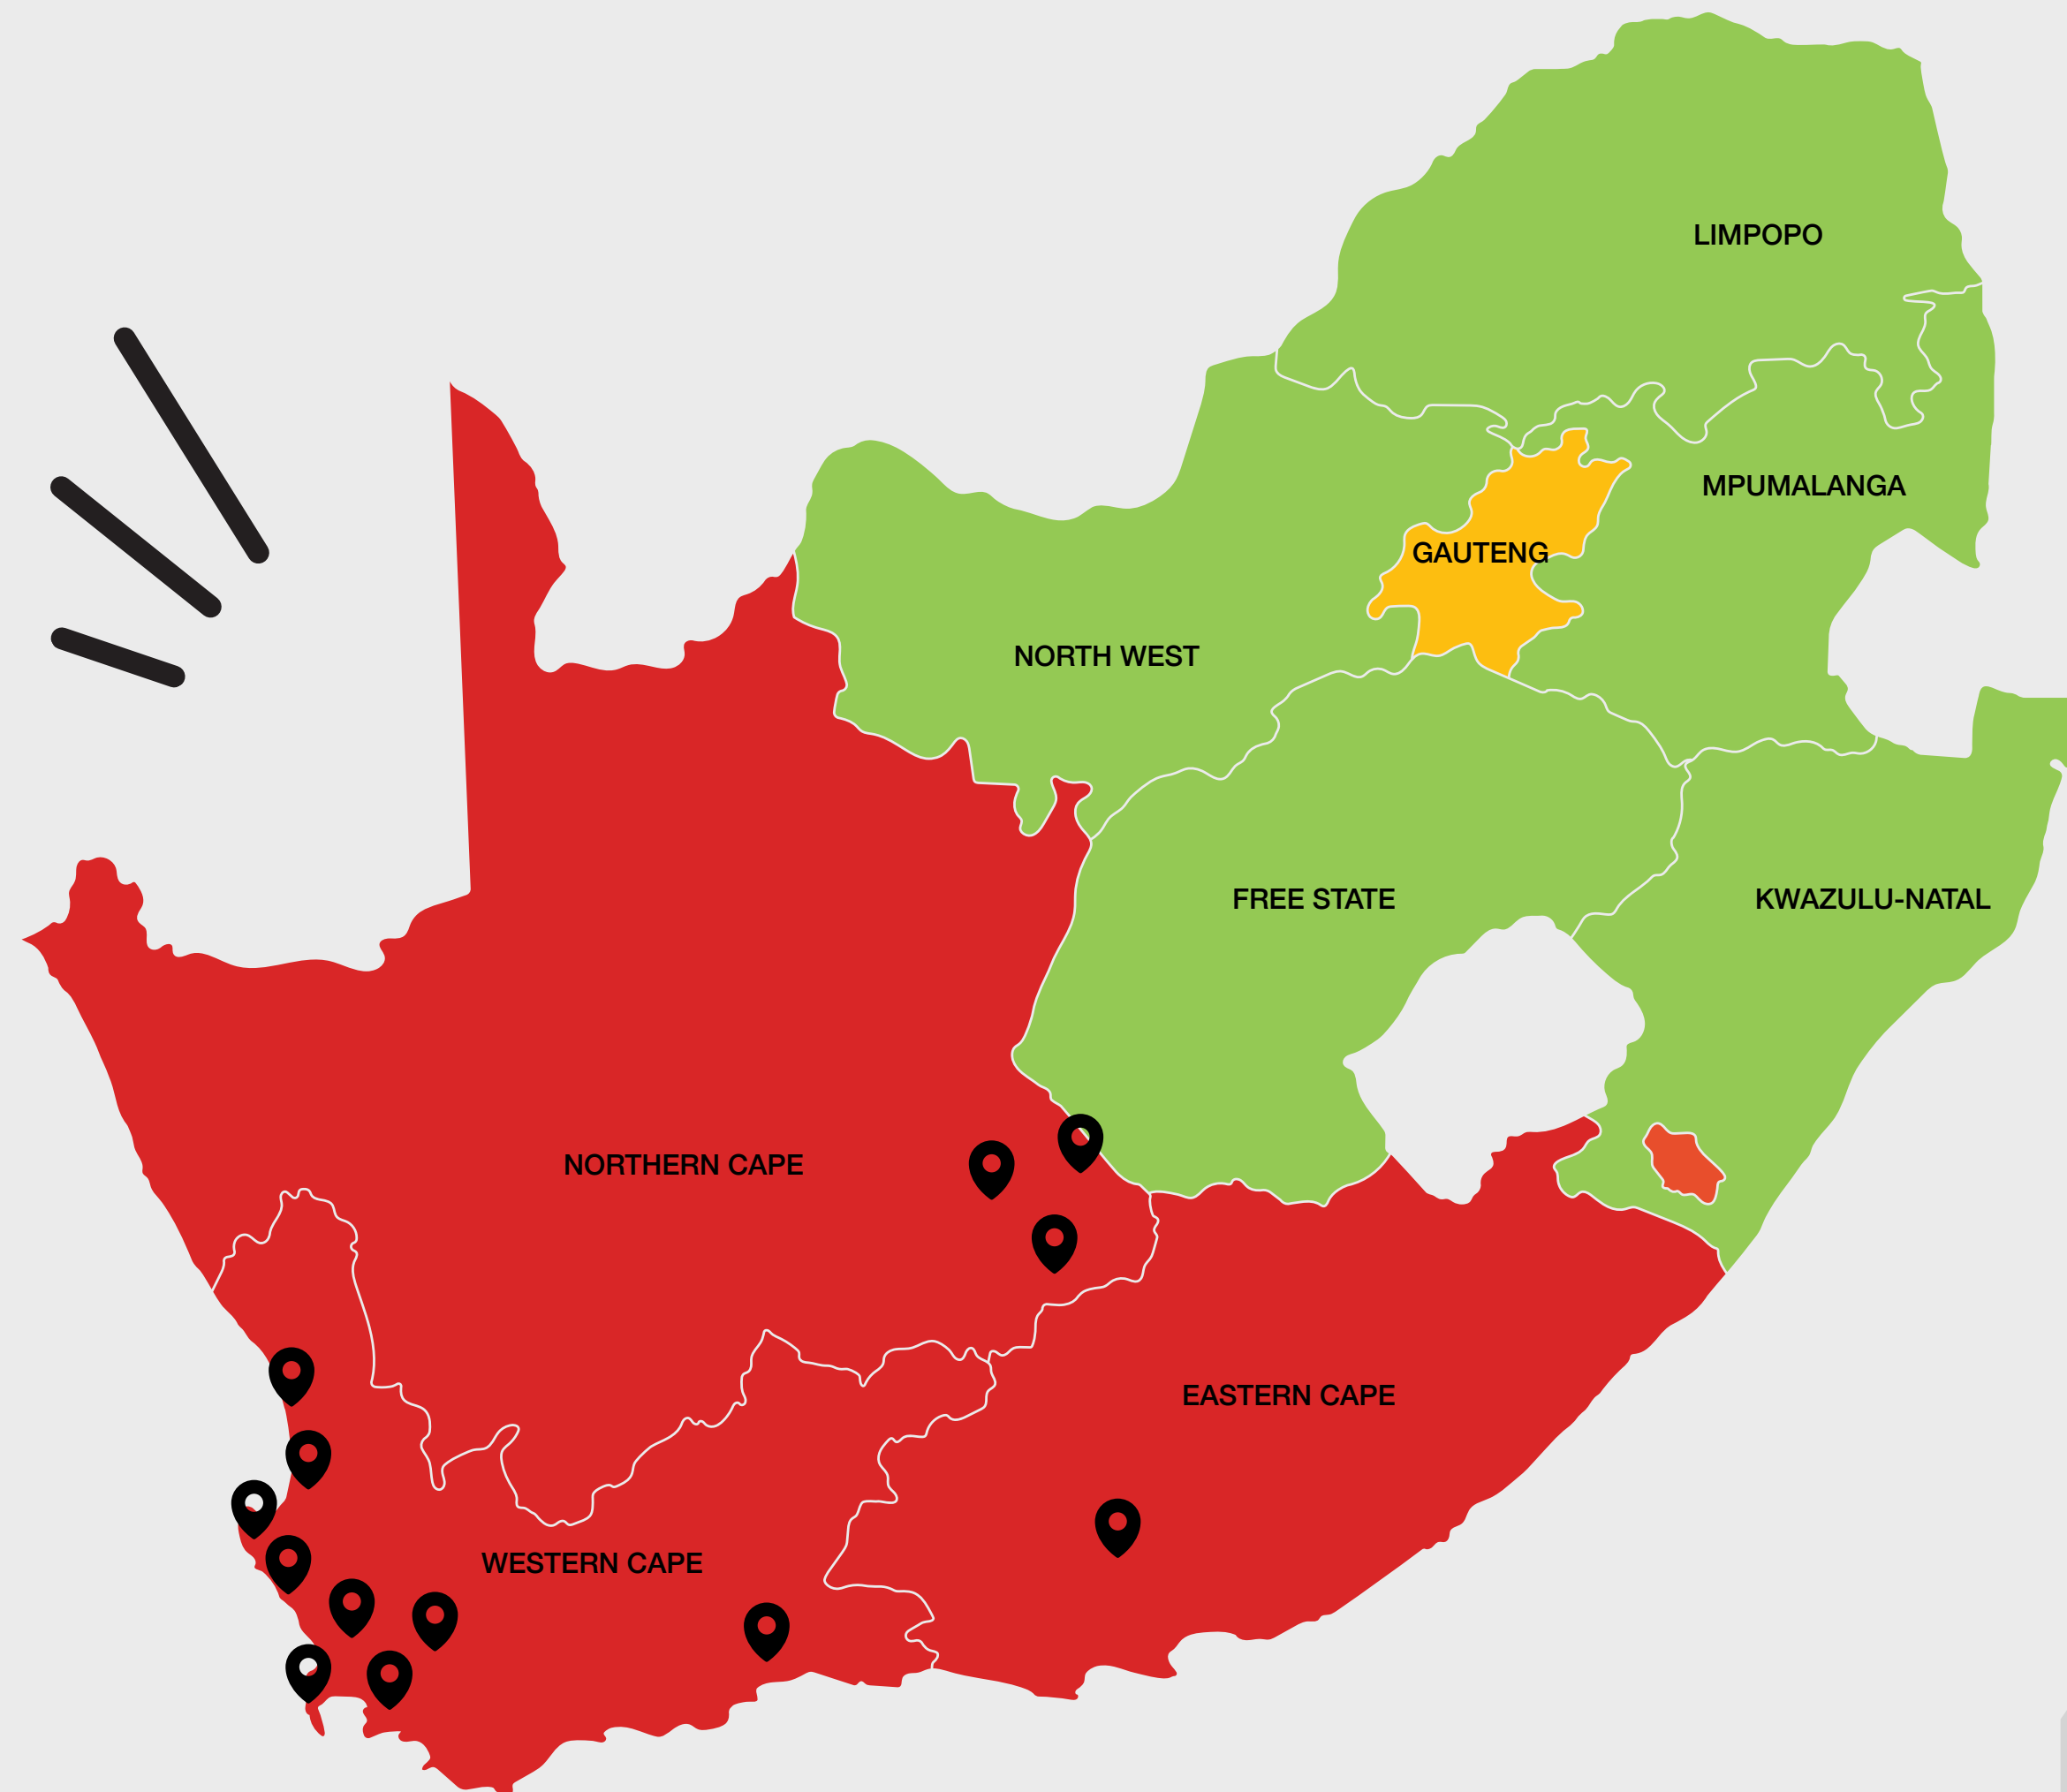 LIMPOPO
MPUMALANGA
GAUTENG
NORTH WEST
FREE STATE
KWAZULU-NATAL
NORTHERN CAPE
EASTERN CAPE
WESTERN CAPE